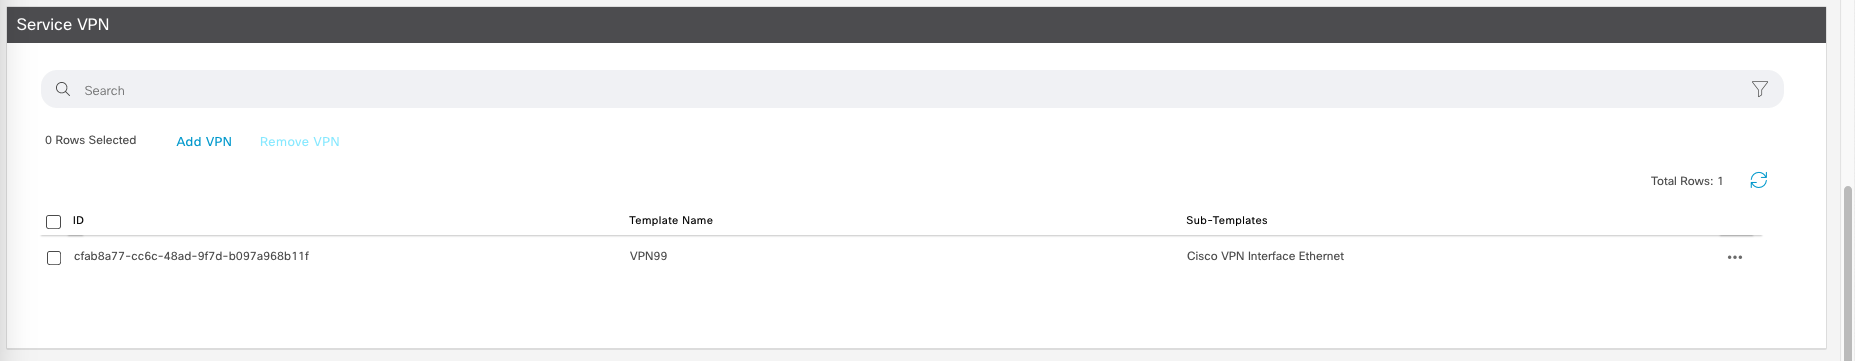 Service VPN
Search
0 Rows Selected Add VPN Remove VPN
Total Rows: 1
ID Template Name Sub-Templates
cfab8a77-cc6c-48ad-9f7d-b097a968b11f VPN99 Cisco VPN Interface Ethernet